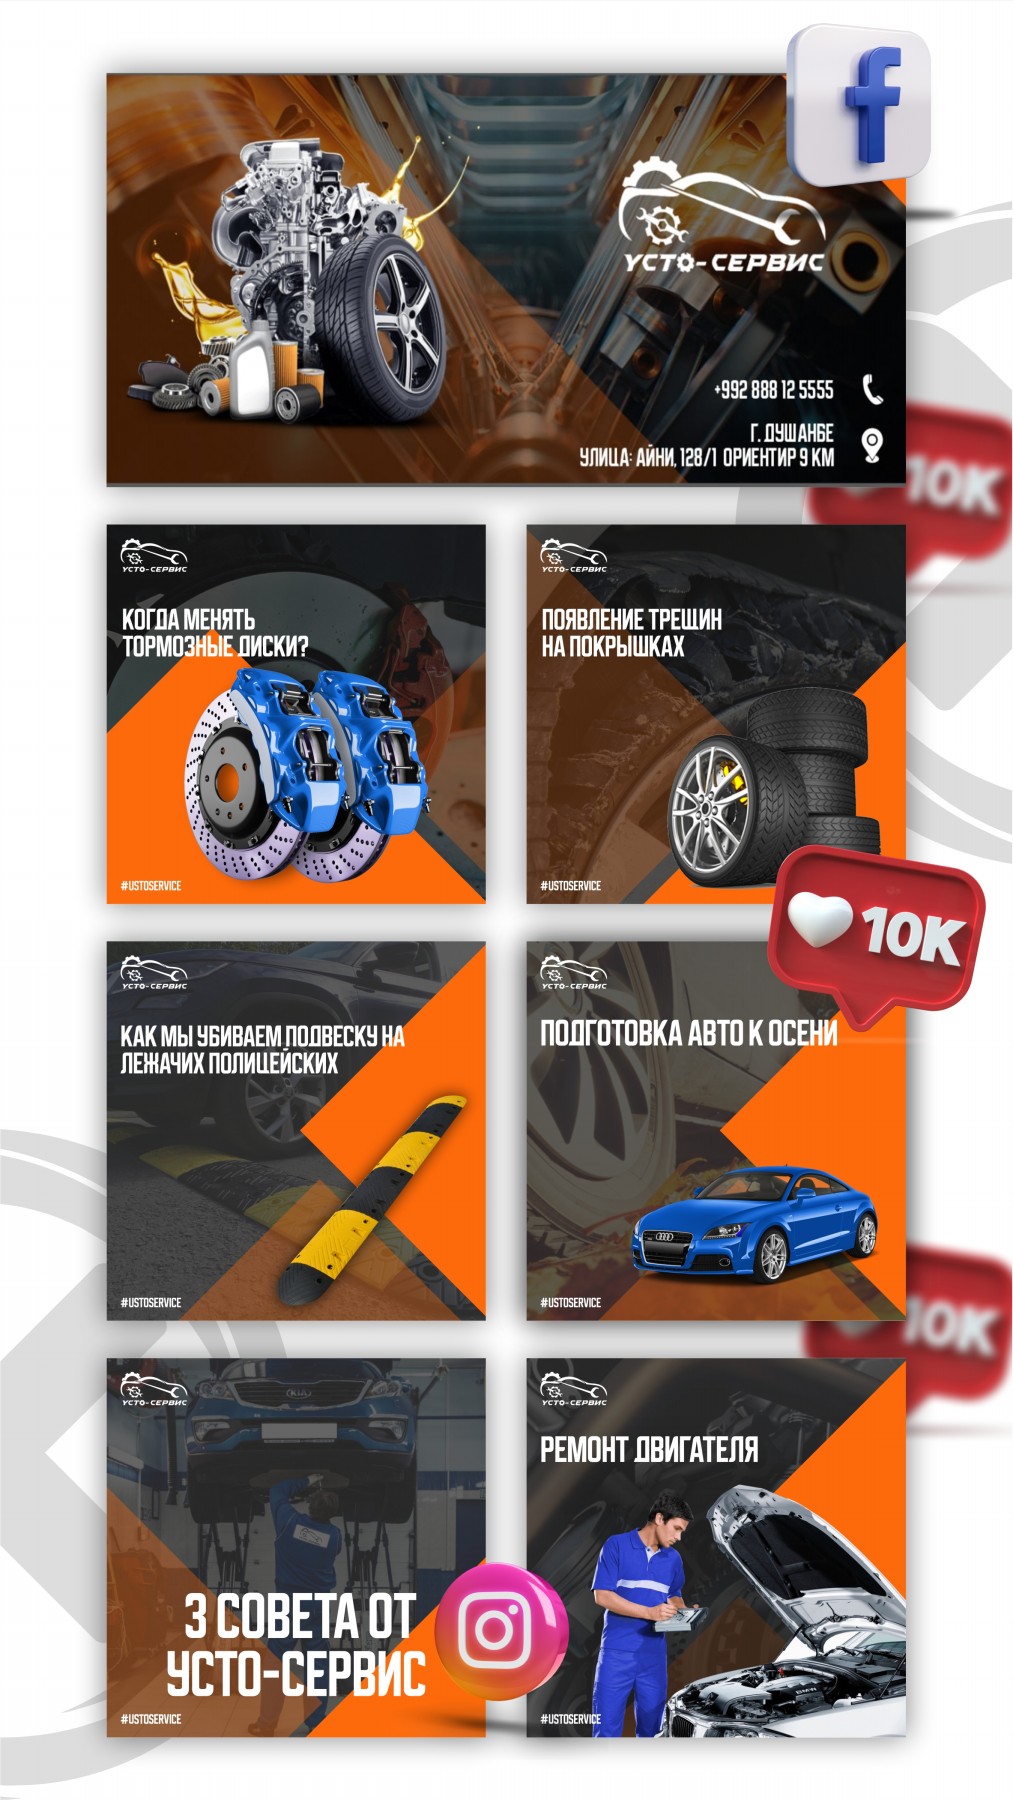 f
УСТО-СЕРВИС
+992 888 12 5555
Г. ДУШАНБЕ
УЛИЦА: АЙНИ, 128/1 ОРИЕНТИР 9 КМ
10K
УСТО-СЕРВИС
КОГДА МЕНЯТЬ
ТОРМОЗНЫЕ ДИСКИ?
#USTOSERVICE
УСТО-СЕРВИС
ПОЯВЛЕНИЕ ТРЕЩИН
НА ПОКРЫШКАХ
#USTOSERVICE
10K
УСТО-СЕРВИС
КАК МЫ УБИВАЕМ ПОДВЕСКУ НА
ЛЕЖАЧИХ ПОЛИЦЕЙСКИХ
#USTOSERVICE
УСТО-СЕРВИС
ПОДГОТОВКА АВТО К ОСЕНИ
#USTOSERVICE
10K
УСТО-СЕРВИС
KIA
3 СОВЕТА ОТ
УСТО-СЕРВИС
#USTOSERVICE
УСТО-СЕРВИС
РЕМОНТ ДВИГАТЕЛЯ
BMW
#USTOSERVICE